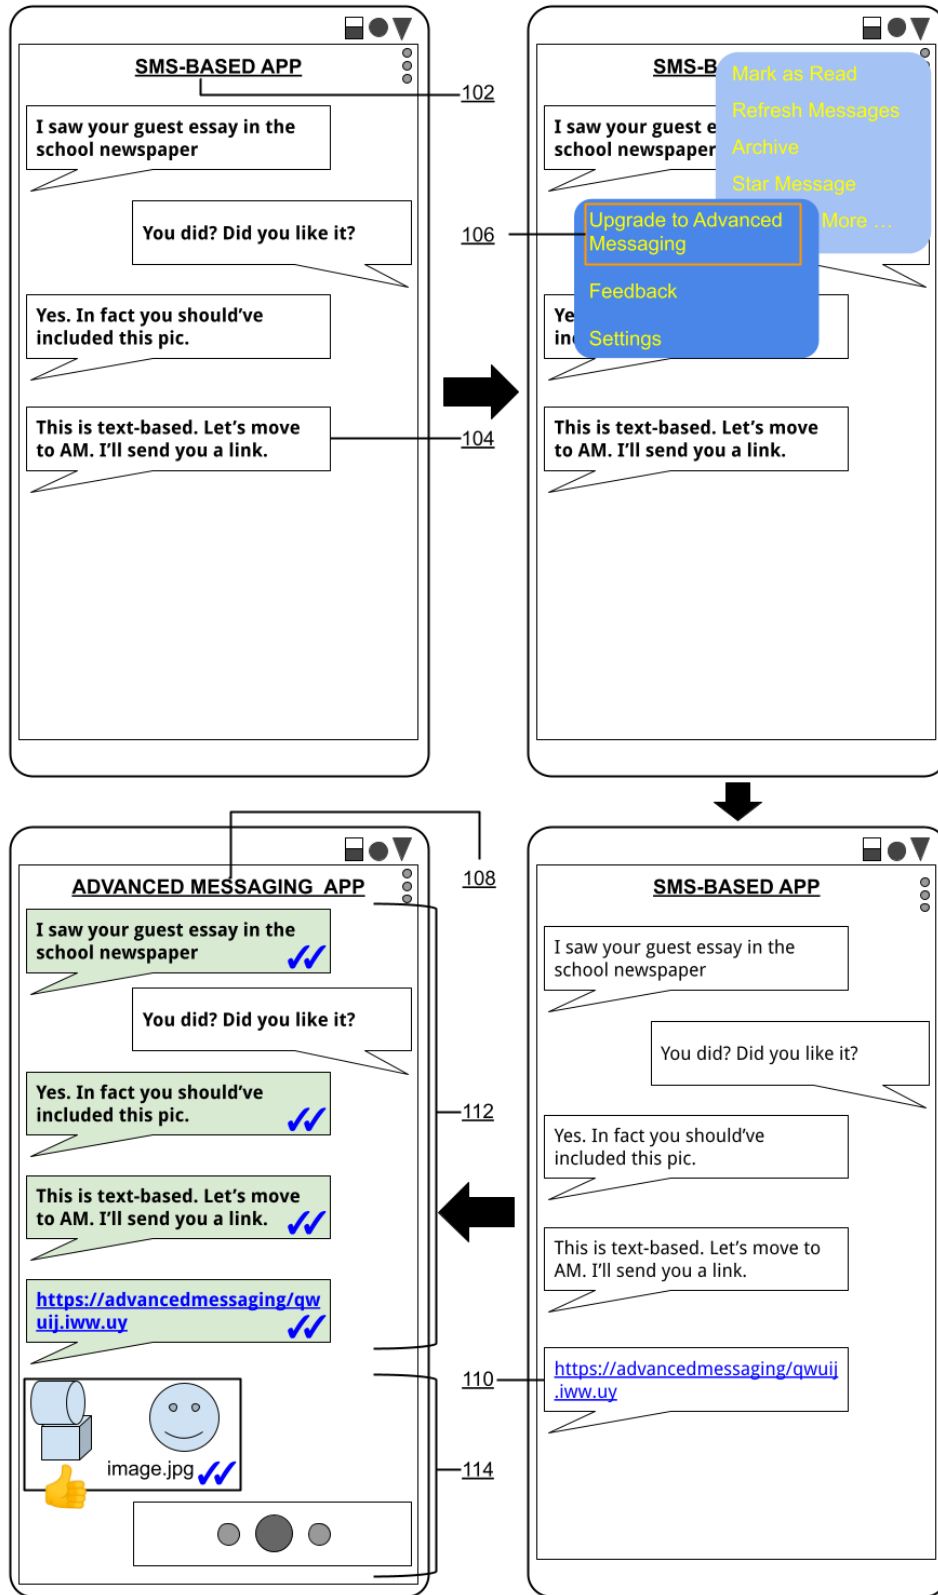 SMS-BASED APP
102
I saw your guest essay in the
school newspaper
You did? Did you like it?
Yes. In fact you should've
included this pic.
This is text-based. Let's move
to AM. I'll send you a link.
104
SMS-B
Mark as Read
Refresh Messages
Archive
Star Message
More ...
I saw your guest e
school newspaper
106
Upgrade to Advanced
Messaging
Feedback
Settings
Ye
in
This is text-based. Let's move
to AM. I'll send you a link.
ADVANCED MESSAGING APP
108
I saw your guest essay in the
school newspaper
You did? Did you like it?
Yes. In fact you should've
included this pic.
112
This is text-based. Let's move
to AM. I'll send you a link.
https://advancedmessaging/qw
uij.iww.uy
image.jpg
114
SMS-BASED APP
I saw your guest essay in the
school newspaper
You did? Did you like it?
Yes. In fact you should've
included this pic.
This is text-based. Let's move to
AM. I'll send you a link.
110
https://advancedmessaging/qwuij
.iww.uy